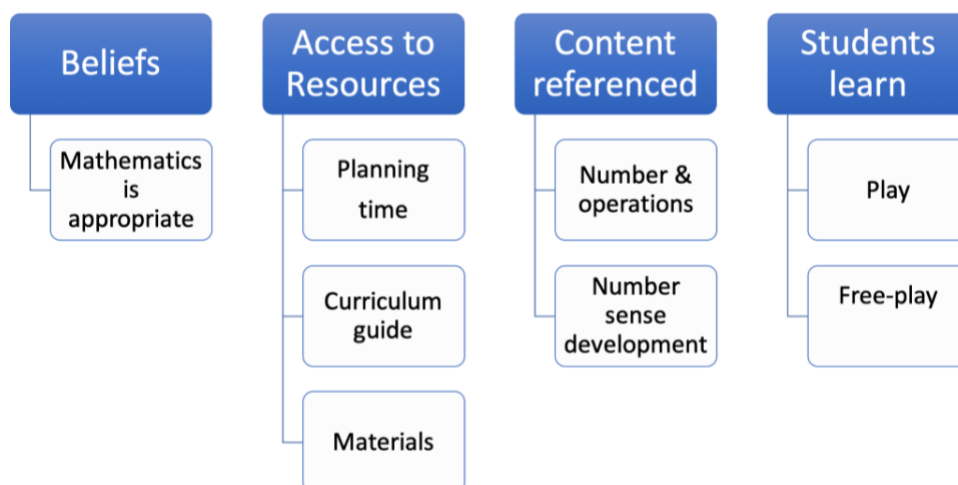 Beliefs
Mathematics
is
appropriate
Access to
Resources
Planning
time
Curriculum
guide
Materials
Content
referenced
Number &
operations
Number
sense
development
Students
learn
Play
Free-play